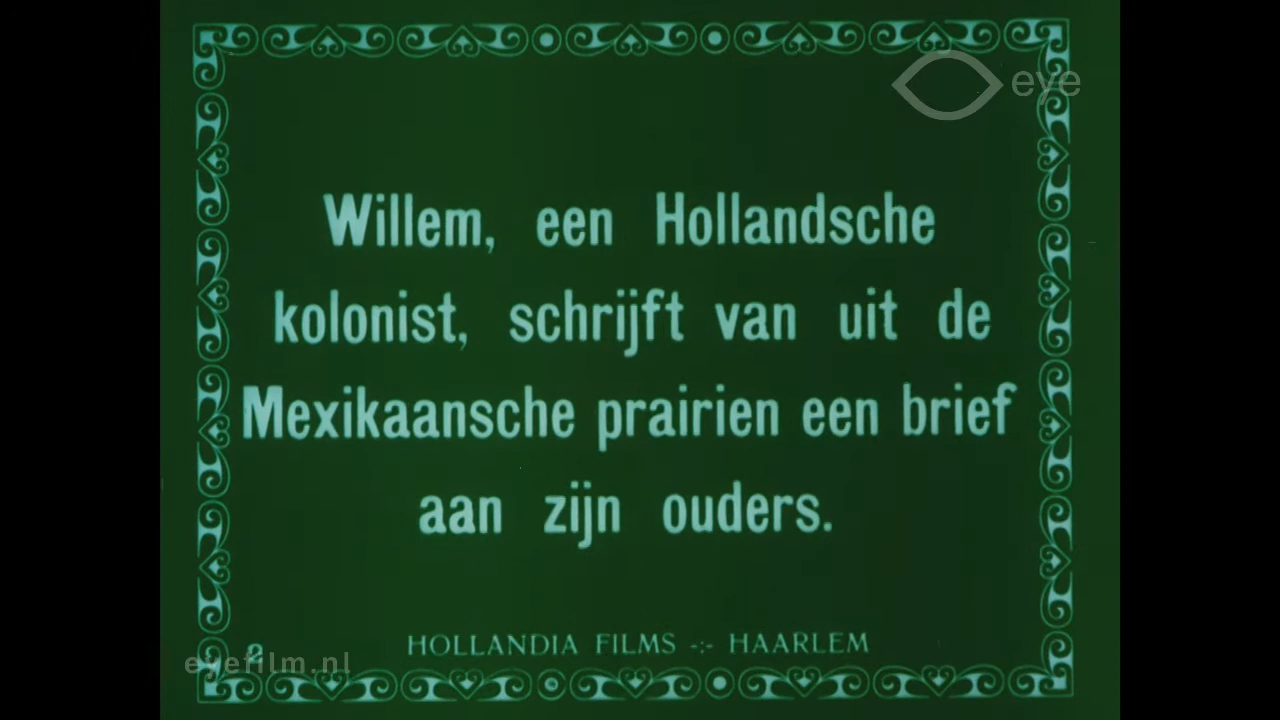 eye
Willem, een Hollandsche
kolonist, schrijft van uit de
Mexikaansche prairien een brief
aan zijn ouders.
2
HOLLANDIA FILMS -:- HAARLEM
eyefilm.nl